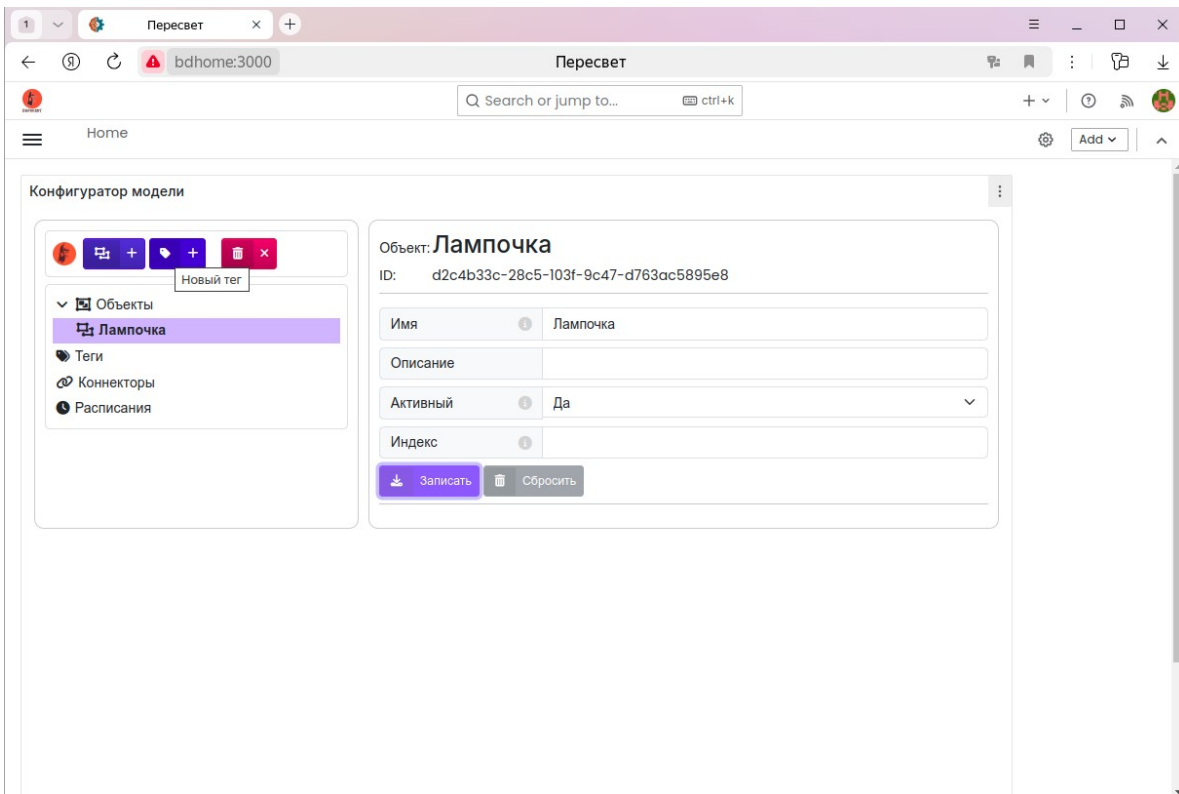 1
Пересвет
bdhome:3000
Пересвет
Search or jump to...
ctrl+k
Home
Add
Конфигуратор модели
Новый тег
Объекты
Лампочка
Теги
Коннекторы
Расписания
Объект: Лампочка
ID: d2c4b33c-28c5-103f-9c47-d763ac5895e8
Имя
Лампочка
Описание
Активный
Да
Индекс
Записать
Сбросить